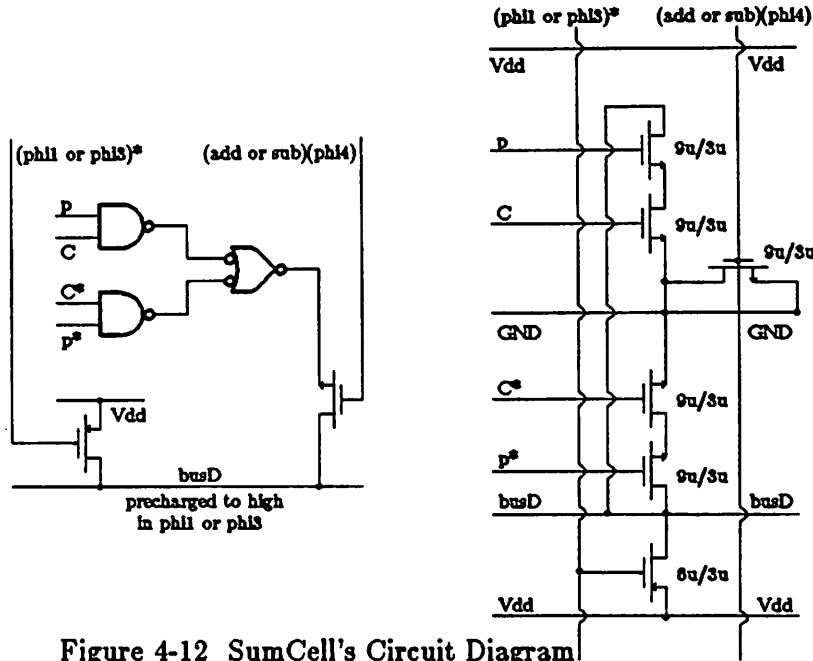 (phi1 or phi3)*
(add or sub)(phi4)
p
C
C*
p*
Vdd
busD
precharged to high
in phi1 or phi3
(phi1 or phi3)*
(add or sub)(phi4)
Vdd
Vdd
p
9u/3u
C
9u/3u
9u/3u
GND
GND
C*
9u/3u
p*
9u/3u
busD
busD
6u/3u
Vdd
Vdd
Figure 4-12 SumCell's Circuit Diagram